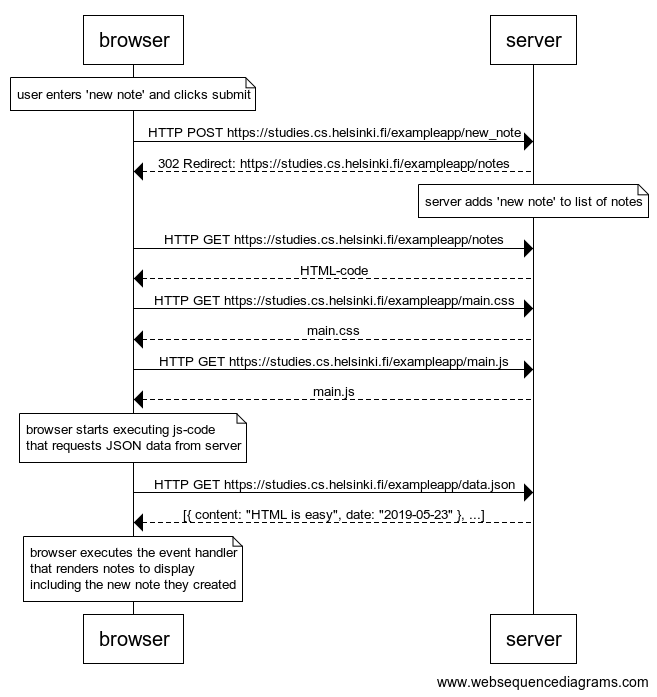 browser
server
user enters 'new note' and clicks submit
HTTP POST https://studies.cs.helsinki.fi/exampleapp/new_note
302 Redirect: https://studies.cs.helsinki.fi/exampleapp/notes
server adds 'new note' to list of notes
HTTP GET https://studies.cs.helsinki.fi/exampleapp/notes
HTML-code
HTTP GET https://studies.cs.helsinki.fi/exampleapp/main.css
main.css
HTTP GET https://studies.cs.helsinki.fi/exampleapp/main.js
main.js
browser starts executing js-code
that requests JSON data from server
HTTP GET https://studies.cs.helsinki.fi/exampleapp/data.json
[{ content: "HTML is easy", date: "2019-05-23" }, ...]
browser executes the event handler
that renders notes to display
including the new note they created
browser
server
www.websequencediagrams.com